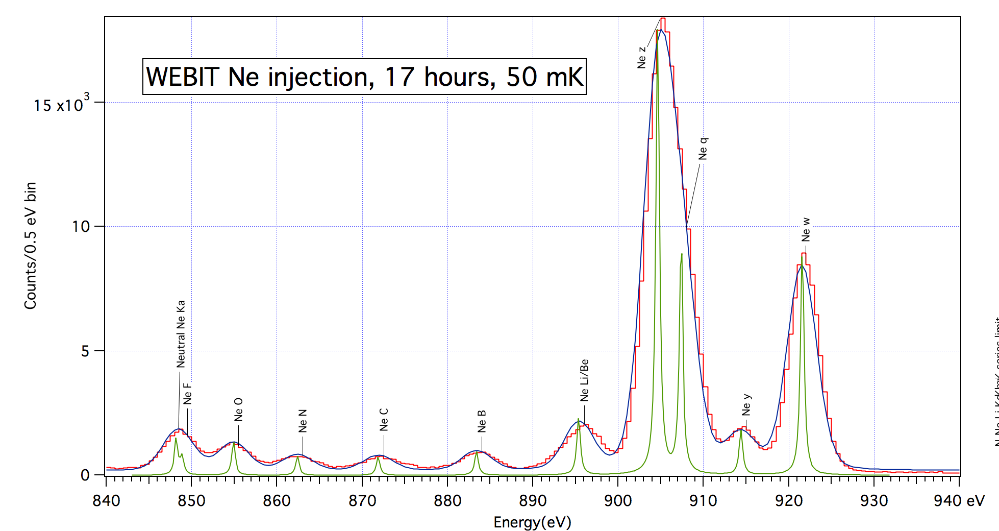 WEBIT Ne injection, 17 hours, 50 mK
Counts/0.5 eV bin
15 x10³
10
5
0
Neutral Ne Ka
Ne F
Ne O
Ne N
Ne C
Ne B
Ne Li/Be
Ne z
Ne q
Ne y
Ne w
840
850
860
870
880
890
900
910
920
930
940 eV
Energy(eV)
series limit